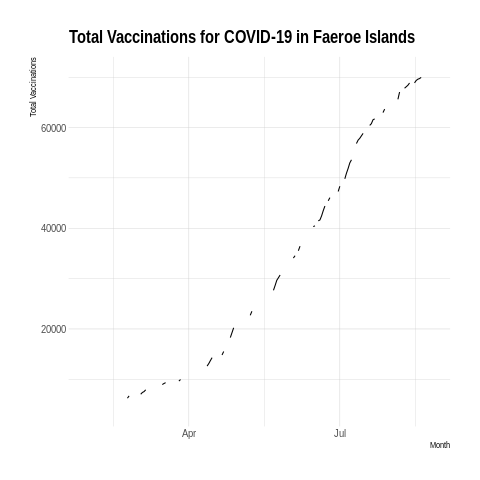 Total Vaccinations for COVID-19 in Faeroe Islands
Total Vaccinations
60000
40000
20000
Apr
Jul
Month